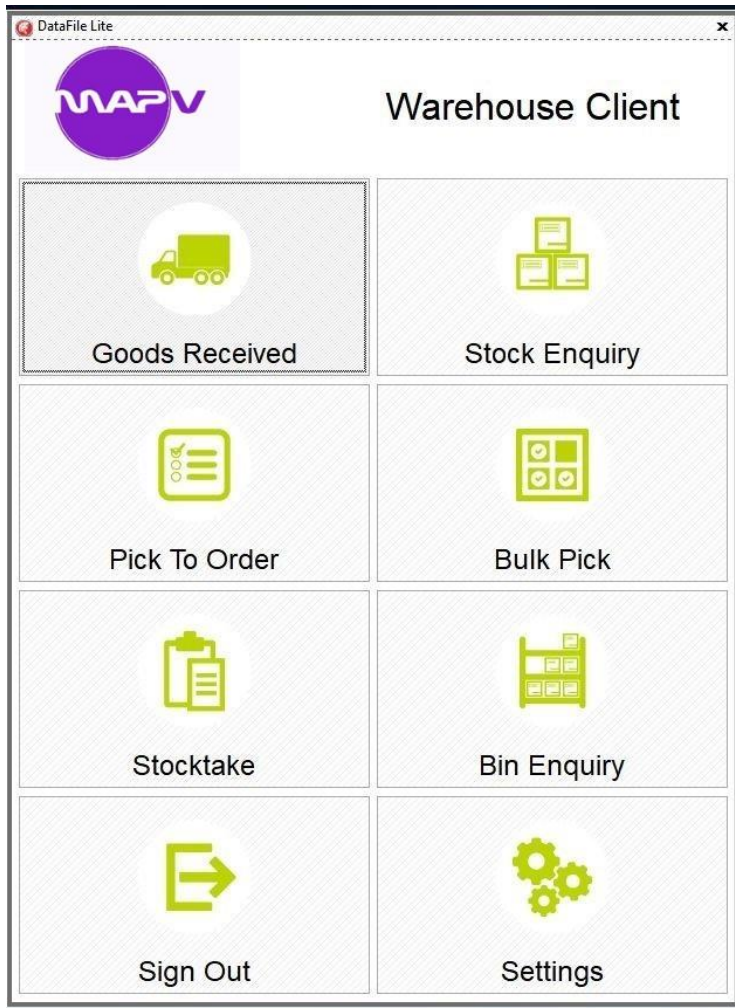 DataFile Lite
MAPV
Warehouse Client
Goods Received
Stock Enquiry
Pick To Order
Bulk Pick
Stocktake
Bin Enquiry
Sign Out
Settings